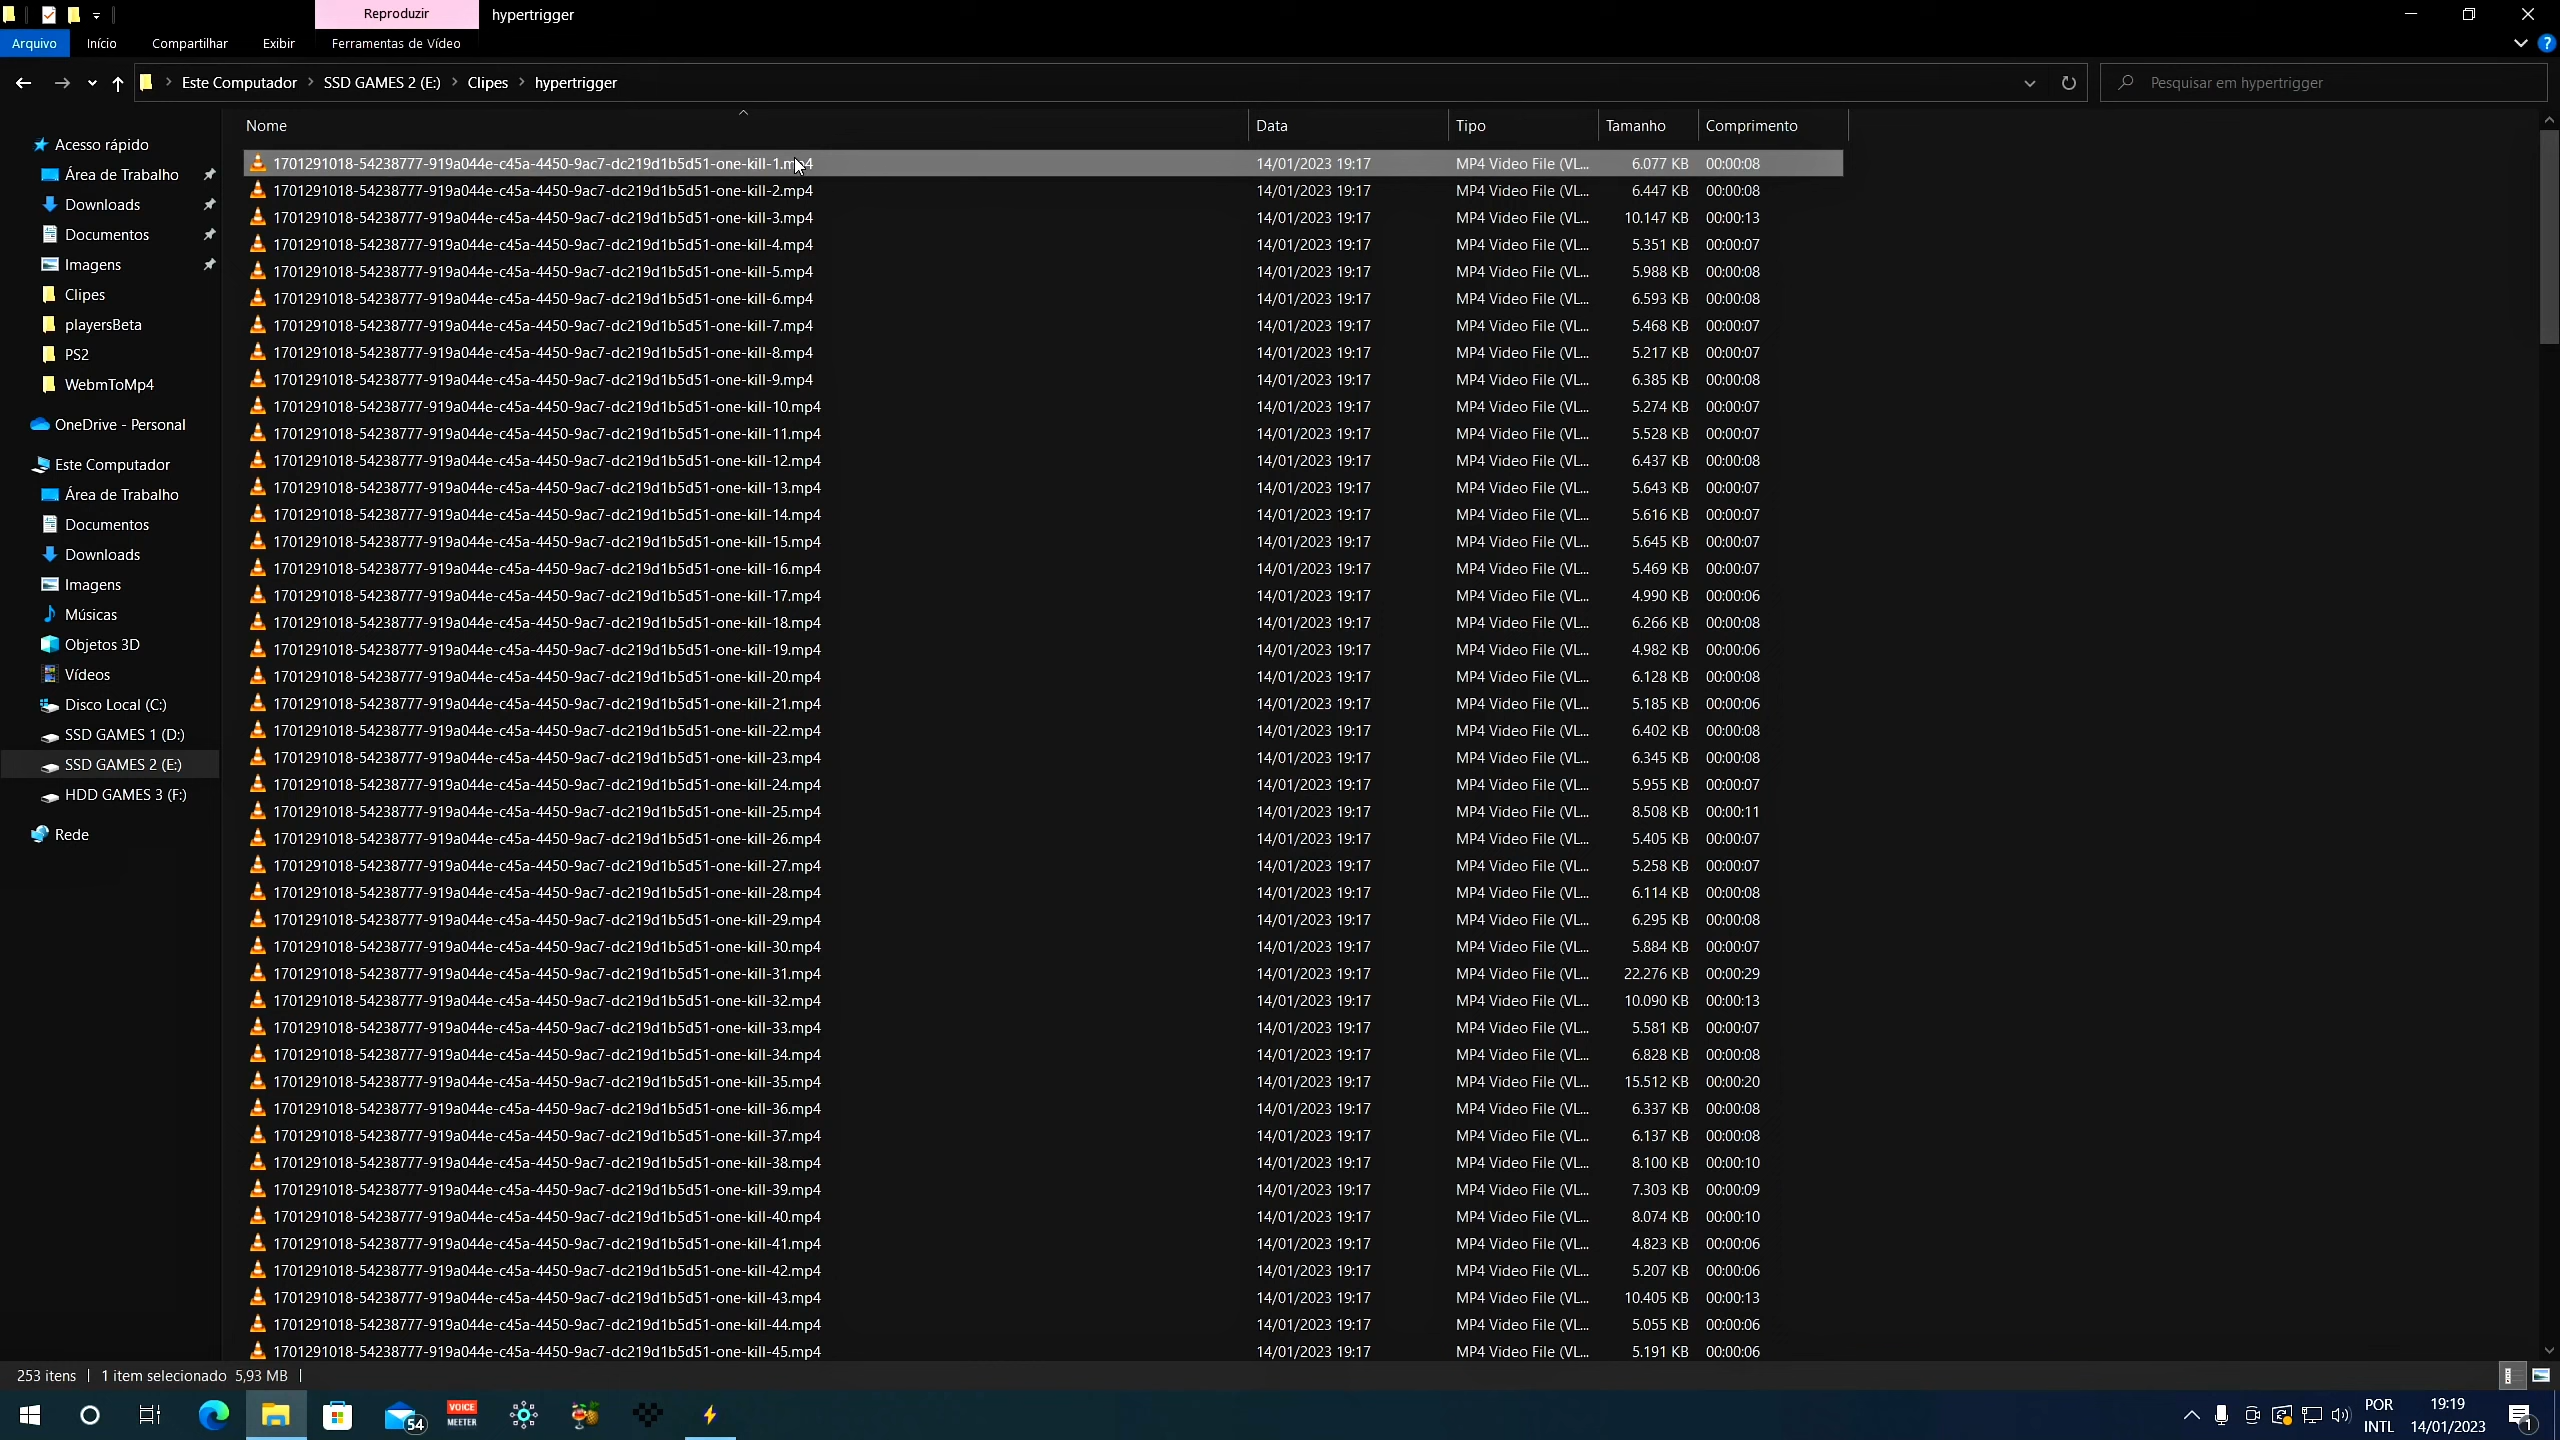 Reproduzir hypertrigger
Arquivo Início Compartilhar Exibir Ferramentas de Vídeo
Este Computador SSD GAMES 2 (E:) Clipes hypertrigger Pesquisar em hypertrigger
Acesso rápido
Área de Trabalho
Downloads
Documentos
Imagens
Clipes
playersBeta
PS2
WebmToMp4
OneDrive - Personal
Este Computador
Área de Trabalho
Documentos
Downloads
Imagens
Músicas
Objetos 3D
Vídeos
Disco Local (C:)
SSD GAMES 1 (D:)
SSD GAMES 2 (E:)
HDD GAMES 3 (F:)
Rede
Nome Data Tipo Tamanho Comprimento
1701291018-54238777-919a044e-c45a-4450-9ac7-dc219d1b5d51-one-kill-1.mp4 14/01/2023 19:17 MP4 Video File (VL... 6.077 KB 00:00:08
1701291018-54238777-919a044e-c45a-4450-9ac7-dc219d1b5d51-one-kill-2.mp4 14/01/2023 19:17 MP4 Video File (VL... 6.447 KB 00:00:08
1701291018-54238777-919a044e-c45a-4450-9ac7-dc219d1b5d51-one-kill-3.mp4 14/01/2023 19:17 MP4 Video File (VL... 10.147 KB 00:00:13
1701291018-54238777-919a044e-c45a-4450-9ac7-dc219d1b5d51-one-kill-4.mp4 14/01/2023 19:17 MP4 Video File (VL... 5.351 KB 00:00:07
1701291018-54238777-919a044e-c45a-4450-9ac7-dc219d1b5d51-one-kill-5.mp4 14/01/2023 19:17 MP4 Video File (VL... 5.988 KB 00:00:08
1701291018-54238777-919a044e-c45a-4450-9ac7-dc219d1b5d51-one-kill-6.mp4 14/01/2023 19:17 MP4 Video File (VL... 6.593 KB 00:00:08
1701291018-54238777-919a044e-c45a-4450-9ac7-dc219d1b5d51-one-kill-7.mp4 14/01/2023 19:17 MP4 Video File (VL... 5.468 KB 00:00:07
1701291018-54238777-919a044e-c45a-4450-9ac7-dc219d1b5d51-one-kill-8.mp4 14/01/2023 19:17 MP4 Video File (VL... 5.217 KB 00:00:07
1701291018-54238777-919a044e-c45a-4450-9ac7-dc219d1b5d51-one-kill-9.mp4 14/01/2023 19:17 MP4 Video File (VL... 6.385 KB 00:00:08
1701291018-54238777-919a044e-c45a-4450-9ac7-dc219d1b5d51-one-kill-10.mp4 14/01/2023 19:17 MP4 Video File (VL... 5.274 KB 00:00:07
1701291018-54238777-919a044e-c45a-4450-9ac7-dc219d1b5d51-one-kill-11.mp4 14/01/2023 19:17 MP4 Video File (VL... 5.528 KB 00:00:07
1701291018-54238777-919a044e-c45a-4450-9ac7-dc219d1b5d51-one-kill-12.mp4 14/01/2023 19:17 MP4 Video File (VL... 6.437 KB 00:00:08
1701291018-54238777-919a044e-c45a-4450-9ac7-dc219d1b5d51-one-kill-13.mp4 14/01/2023 19:17 MP4 Video File (VL... 5.643 KB 00:00:07
1701291018-54238777-919a044e-c45a-4450-9ac7-dc219d1b5d51-one-kill-14.mp4 14/01/2023 19:17 MP4 Video File (VL... 5.616 KB 00:00:07
1701291018-54238777-919a044e-c45a-4450-9ac7-dc219d1b5d51-one-kill-15.mp4 14/01/2023 19:17 MP4 Video File (VL... 5.645 KB 00:00:07
1701291018-54238777-919a044e-c45a-4450-9ac7-dc219d1b5d51-one-kill-16.mp4 14/01/2023 19:17 MP4 Video File (VL... 5.469 KB 00:00:07
1701291018-54238777-919a044e-c45a-4450-9ac7-dc219d1b5d51-one-kill-17.mp4 14/01/2023 19:17 MP4 Video File (VL... 4.990 KB 00:00:06
1701291018-54238777-919a044e-c45a-4450-9ac7-dc219d1b5d51-one-kill-18.mp4 14/01/2023 19:17 MP4 Video File (VL... 6.266 KB 00:00:08
1701291018-54238777-919a044e-c45a-4450-9ac7-dc219d1b5d51-one-kill-19.mp4 14/01/2023 19:17 MP4 Video File (VL... 4.982 KB 00:00:06
1701291018-54238777-919a044e-c45a-4450-9ac7-dc219d1b5d51-one-kill-20.mp4 14/01/2023 19:17 MP4 Video File (VL... 6.128 KB 00:00:08
1701291018-54238777-919a044e-c45a-4450-9ac7-dc219d1b5d51-one-kill-21.mp4 14/01/2023 19:17 MP4 Video File (VL... 5.185 KB 00:00:06
1701291018-54238777-919a044e-c45a-4450-9ac7-dc219d1b5d51-one-kill-22.mp4 14/01/2023 19:17 MP4 Video File (VL... 6.402 KB 00:00:08
1701291018-54238777-919a044e-c45a-4450-9ac7-dc219d1b5d51-one-kill-23.mp4 14/01/2023 19:17 MP4 Video File (VL... 6.345 KB 00:00:08
1701291018-54238777-919a044e-c45a-4450-9ac7-dc219d1b5d51-one-kill-24.mp4 14/01/2023 19:17 MP4 Video File (VL... 5.955 KB 00:00:07
1701291018-54238777-919a044e-c45a-4450-9ac7-dc219d1b5d51-one-kill-25.mp4 14/01/2023 19:17 MP4 Video File (VL... 8.508 KB 00:00:11
1701291018-54238777-919a044e-c45a-4450-9ac7-dc219d1b5d51-one-kill-26.mp4 14/01/2023 19:17 MP4 Video File (VL... 5.405 KB 00:00:07
1701291018-54238777-919a044e-c45a-4450-9ac7-dc219d1b5d51-one-kill-27.mp4 14/01/2023 19:17 MP4 Video File (VL... 5.258 KB 00:00:07
1701291018-54238777-919a044e-c45a-4450-9ac7-dc219d1b5d51-one-kill-28.mp4 14/01/2023 19:17 MP4 Video File (VL... 6.114 KB 00:00:08
1701291018-54238777-919a044e-c45a-4450-9ac7-dc219d1b5d51-one-kill-29.mp4 14/01/2023 19:17 MP4 Video File (VL... 6.295 KB 00:00:08
1701291018-54238777-919a044e-c45a-4450-9ac7-dc219d1b5d51-one-kill-30.mp4 14/01/2023 19:17 MP4 Video File (VL... 5.884 KB 00:00:07
1701291018-54238777-919a044e-c45a-4450-9ac7-dc219d1b5d51-one-kill-31.mp4 14/01/2023 19:17 MP4 Video File (VL... 22.276 KB 00:00:29
1701291018-54238777-919a044e-c45a-4450-9ac7-dc219d1b5d51-one-kill-32.mp4 14/01/2023 19:17 MP4 Video File (VL... 10.090 KB 00:00:13
1701291018-54238777-919a044e-c45a-4450-9ac7-dc219d1b5d51-one-kill-33.mp4 14/01/2023 19:17 MP4 Video File (VL... 5.581 KB 00:00:07
1701291018-54238777-919a044e-c45a-4450-9ac7-dc219d1b5d51-one-kill-34.mp4 14/01/2023 19:17 MP4 Video File (VL... 6.828 KB 00:00:08
1701291018-54238777-919a044e-c45a-4450-9ac7-dc219d1b5d51-one-kill-35.mp4 14/01/2023 19:17 MP4 Video File (VL... 15.512 KB 00:00:20
1701291018-54238777-919a044e-c45a-4450-9ac7-dc219d1b5d51-one-kill-36.mp4 14/01/2023 19:17 MP4 Video File (VL... 6.337 KB 00:00:08
1701291018-54238777-919a044e-c45a-4450-9ac7-dc219d1b5d51-one-kill-37.mp4 14/01/2023 19:17 MP4 Video File (VL... 6.137 KB 00:00:08
1701291018-54238777-919a044e-c45a-4450-9ac7-dc219d1b5d51-one-kill-38.mp4 14/01/2023 19:17 MP4 Video File (VL... 8.100 KB 00:00:10
1701291018-54238777-919a044e-c45a-4450-9ac7-dc219d1b5d51-one-kill-39.mp4 14/01/2023 19:17 MP4 Video File (VL... 7.303 KB 00:00:09
1701291018-54238777-919a044e-c45a-4450-9ac7-dc219d1b5d51-one-kill-40.mp4 14/01/2023 19:17 MP4 Video File (VL... 8.074 KB 00:00:10
1701291018-54238777-919a044e-c45a-4450-9ac7-dc219d1b5d51-one-kill-41.mp4 14/01/2023 19:17 MP4 Video File (VL... 4.823 KB 00:00:06
1701291018-54238777-919a044e-c45a-4450-9ac7-dc219d1b5d51-one-kill-42.mp4 14/01/2023 19:17 MP4 Video File (VL... 5.207 KB 00:00:06
1701291018-54238777-919a044e-c45a-4450-9ac7-dc219d1b5d51-one-kill-43.mp4 14/01/2023 19:17 MP4 Video File (VL... 10.405 KB 00:00:13
1701291018-54238777-919a044e-c45a-4450-9ac7-dc219d1b5d51-one-kill-44.mp4 14/01/2023 19:17 MP4 Video File (VL... 5.055 KB 00:00:06
1701291018-54238777-919a044e-c45a-4450-9ac7-dc219d1b5d51-one-kill-45.mp4 14/01/2023 19:17 MP4 Video File (VL... 5.191 KB 00:00:06
253 itens 1 item selecionado 5,93 MB
54 VOICE MEETER POR INTL 19:19 14/01/2023 1